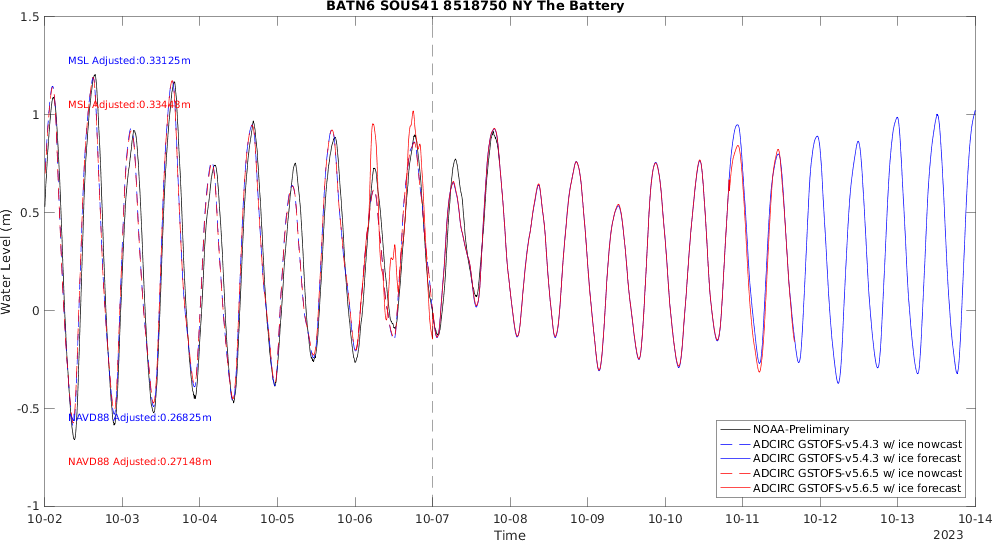 BATN6 SOUS41 8518750 NY The Battery
1.5
MSL Adjusted:0.33125m
MSL Adjusted:0.33443m
1
0.5
Water Level (m)
0
-0.5
NAVD88 Adjusted:0.26825m
NAVD88 Adjusted:0.27148m
NOAA-Preliminary
ADCIRC GSTOFS-v5.4.3 w/ ice nowcast
ADCIRC GSTOFS-v5.4.3 w/ ice forecast
ADCIRC GSTOFS-v5.6.5 w/ ice nowcast
ADCIRC GSTOFS-v5.6.5 w/ ice forecast
-1
10-02 10-03 10-04 10-05 10-06 10-07 10-08 10-09 10-10 10-11 10-12 10-13 10-14
Time
2023